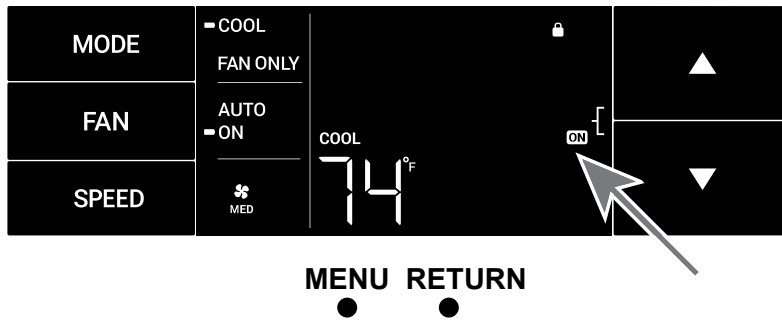 MODE
FAN
SPEED
COOL
FAN ONLY
AUTO
ON
MED
COOL
74°F
ON
MENU RETURN